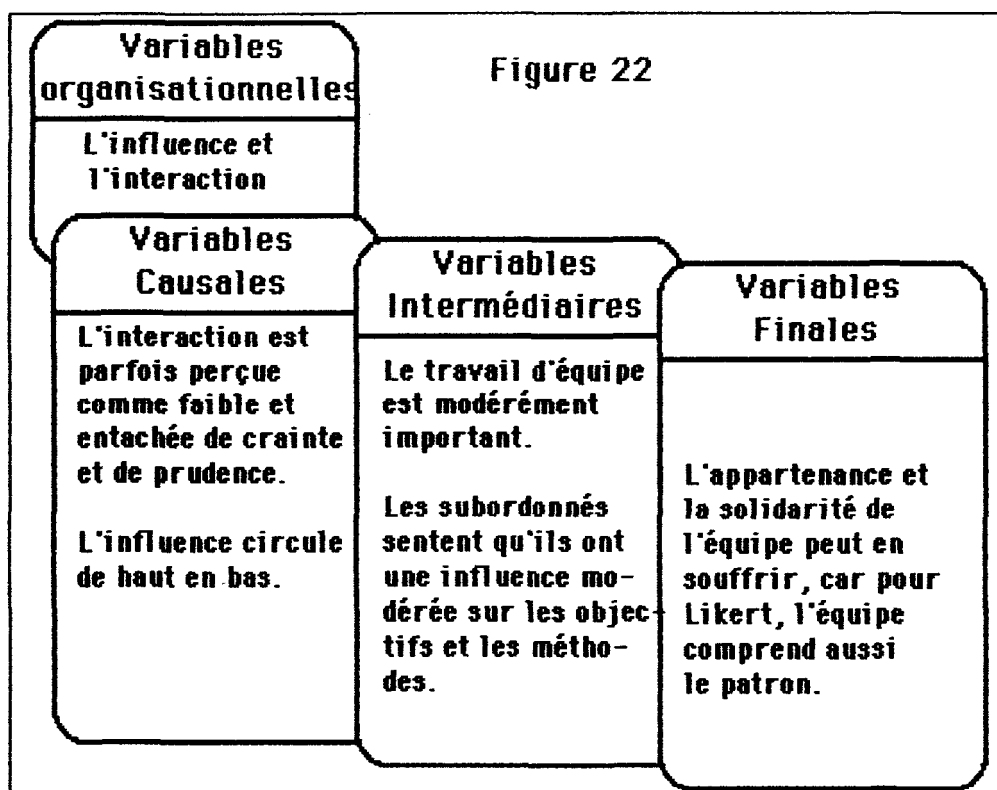 Figure 22
Variables
organisationnelles
L'influence et
l'interaction
Variables
Causales
L'interaction est
parfois perçue
comme faible et
entachée de crainte
et de prudence.
L'influence circule
de haut en bas.
Variables
Intermédiaires
Le travail d'équipe
est modérément
important.
Les subordonnés
sentent qu'ils ont
une influence mo-
dérée sur les objec-
tifs et les métho-
des.
Variables
Finales
L'appartenance et
la solidarité de
l'équipe peut en
souffrir, car pour
Likert, l'équipe
comprend aussi
le patron.